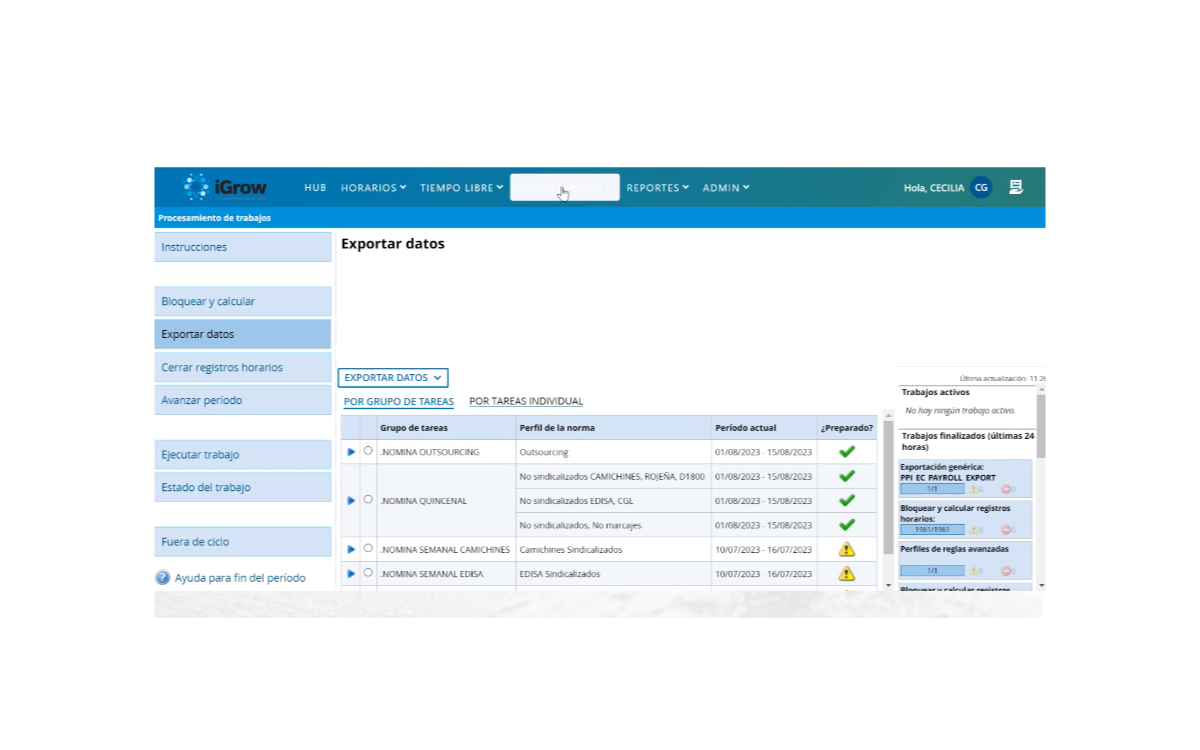 iGrow
HUB HORARIOS TIEMPO LIBRE REPORTES ADMIN Hola, CECILIA CG
Procesamiento de trabajos
Instrucciones
Bloquear y calcular
Exportar datos
Cerrar registros horarios
Avanzar período
Ejecutar trabajo
Estado del trabajo
Fuera de ciclo
Ayuda para fin del período
Exportar datos
EXPORTAR DATOS
POR GRUPO DE TAREAS POR TAREAS INDIVIDUAL
Grupo de tareas Perfil de la norma Período actual ¿Preparado?
.NOMINA OUTSOURCING Outsourcing 01/08/2023 - 15/08/2023
No sindicalizados CAMICHINES, ROJEÑA, D1800 01/08/2023 - 15/08/2023
.NOMINA QUINCENAL No sindicalizados EDISA, CGL 01/08/2023 - 15/08/2023
No sindicalizados, No marcajes 01/08/2023 - 15/08/2023
.NOMINA SEMANAL CAMICHINES Camichines Sindicalizados 10/07/2023 - 16/07/2023
.NOMINA SEMANAL EDISA EDISA Sindicalizados 10/07/2023 - 16/07/2023
Última actualización: 11:26
Trabajos activos
No hay ningún trabajo activo.
Trabajos finalizados (últimas 24
horas)
Exportación genérica:
PPI EC PAYROLL EXPORT
1/1 0 0
Bloquear y calcular registros
horarios:
1961/1961 0 0
Perfiles de reglas avanzadas
1/1 0 0
Bloquear y calcular registros